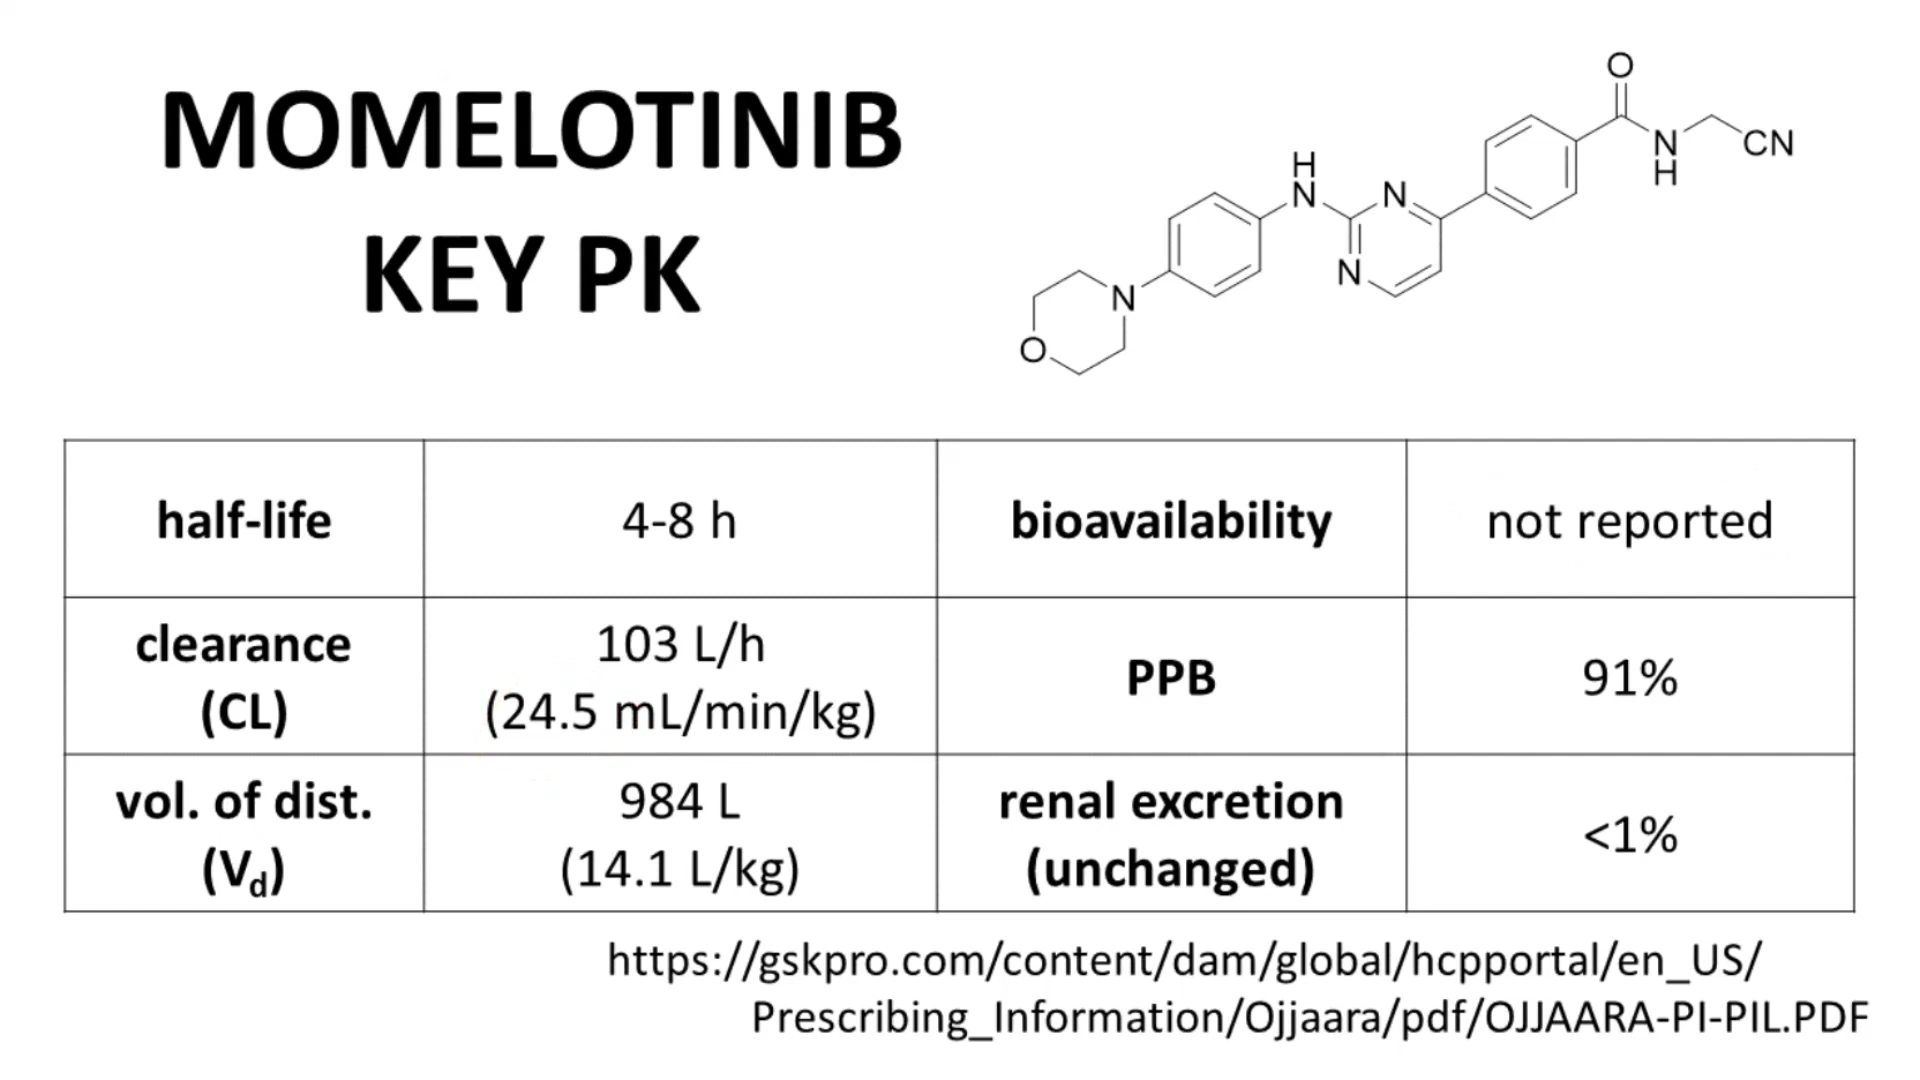 MOMELOTINIB
KEY PK
O
N
H
CN
H
N
N
N
N
O
half-life
4-8 h
bioavailability
not reported
clearance
(CL)
103 L/h
(24.5 mL/min/kg)
PPB
91%
vol. of dist.
(Vd)
984 L
(14.1 L/kg)
renal excretion
(unchanged)
<1%
https://gskpro.com/content/dam/global/hcpportal/en_US/
Prescribing_Information/Ojjaara/pdf/OJJAARA-PI-PIL.PDF